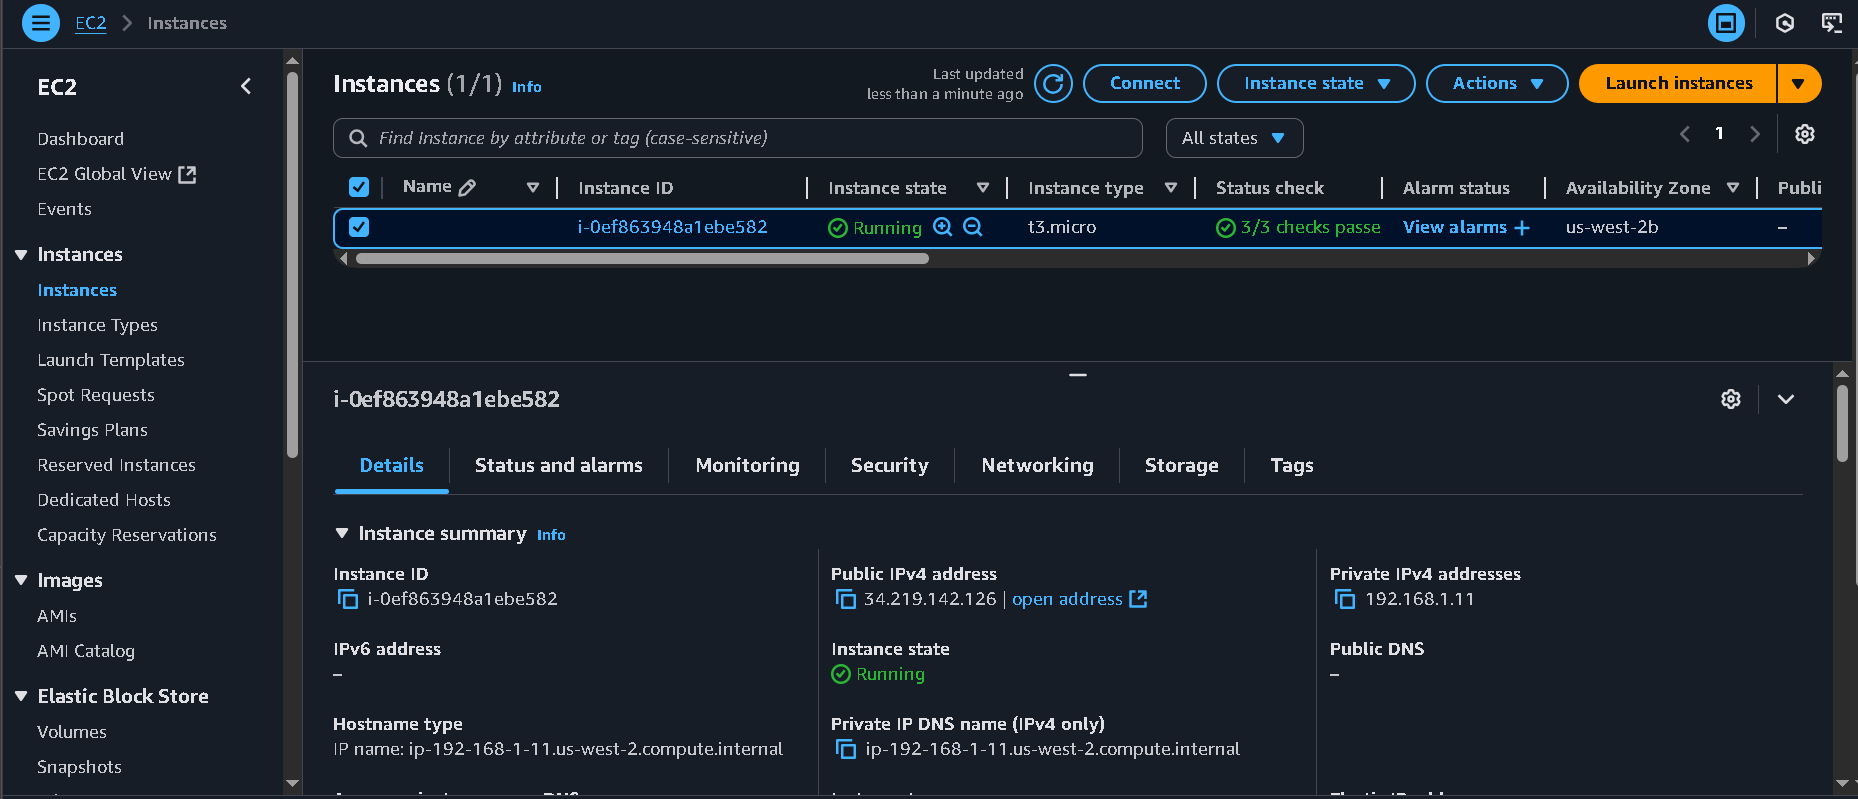 EC2 > Instances
EC2
Dashboard
EC2 Global View
Events
Instances
Instances
Instance Types
Launch Templates
Spot Requests
Savings Plans
Reserved Instances
Dedicated Hosts
Capacity Reservations
Images
AMIs
AMI Catalog
Elastic Block Store
Volumes
Snapshots
Instances (1/1) Info
Last updated
less than a minute ago
Connect
Instance state
Actions
Launch instances
Find Instance by attribute or tag (case-sensitive)
All states
1
Name Instance ID Instance state Instance type Status check Alarm status Availability Zone Publi
i-0ef863948a1ebe582 Running t3.micro 3/3 checks passe View alarms + us-west-2b –
i-0ef863948a1ebe582
Details Status and alarms Monitoring Security Networking Storage Tags
Instance summary Info
Instance ID
i-0ef863948a1ebe582
Public IPv4 address
34.219.142.126 | open address
Private IPv4 addresses
192.168.1.11
IPv6 address
–
Instance state
Running
Public DNS
–
Hostname type
IP name: ip-192-168-1-11.us-west-2.compute.internal
Private IP DNS name (IPv4 only)
ip-192-168-1-11.us-west-2.compute.internal